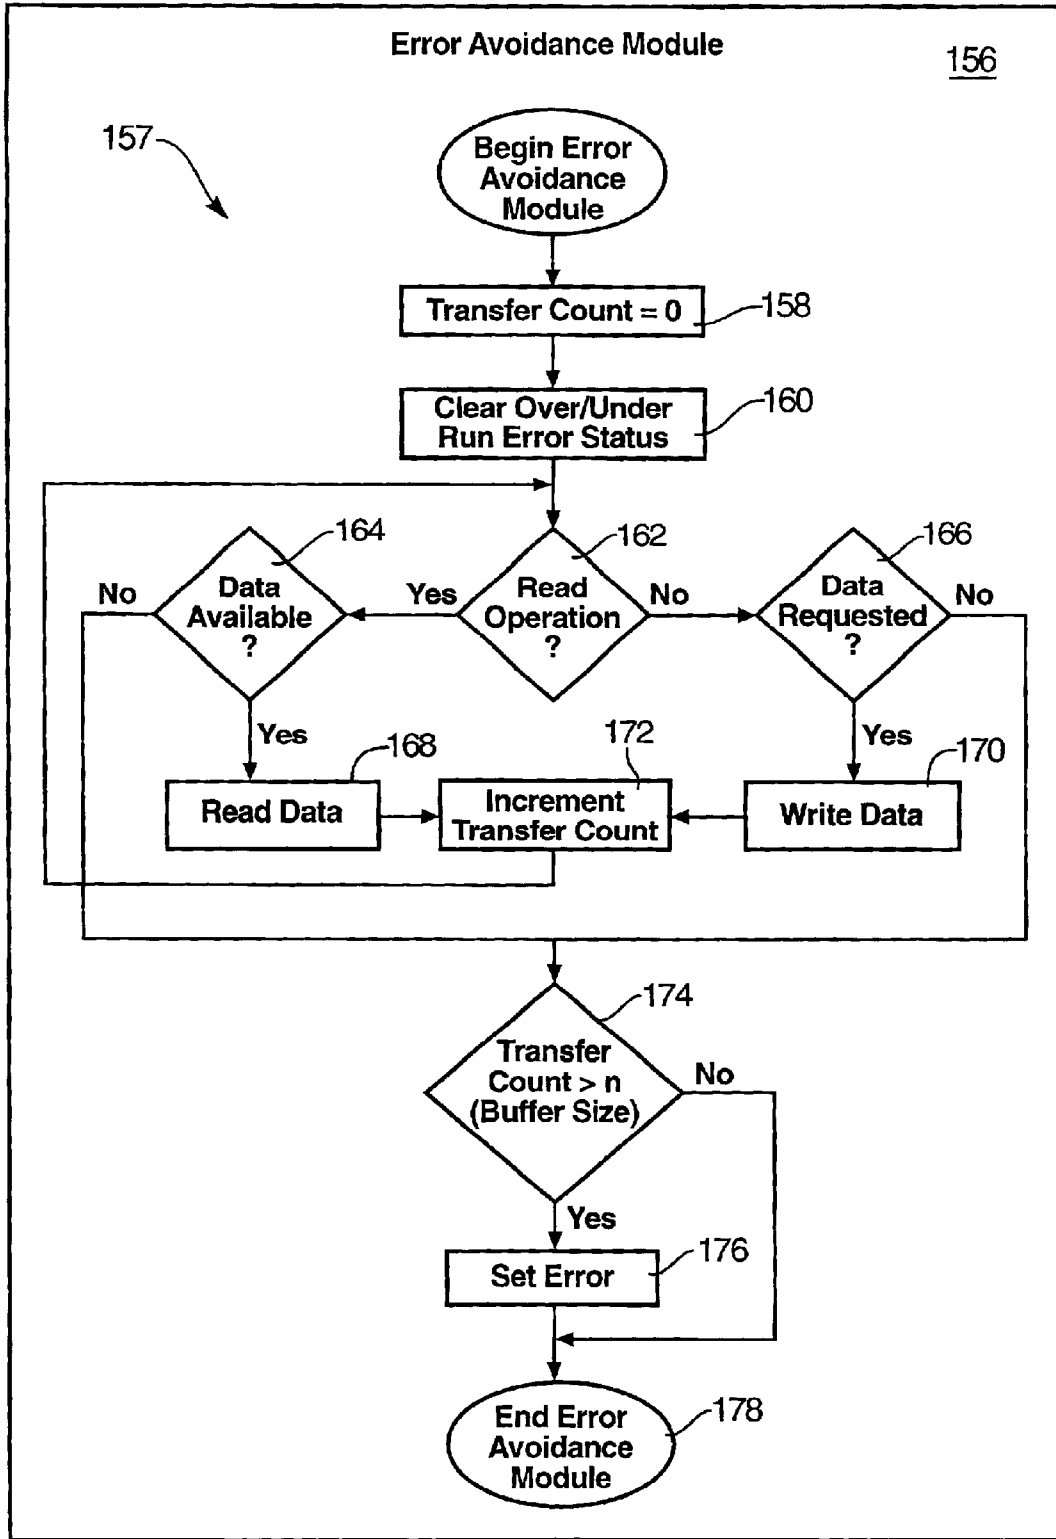 Error Avoidance Module
156
157
Begin Error
Avoidance
Module
Transfer Count = 0
158
Clear Over/Under
Run Error Status
160
164
162
166
No
Data
Available
?
Yes
Read
Operation
?
No
Data
Requested
?
No
Yes
168
172
Yes
170
Read Data
Increment
Transfer Count
Write Data
174
Transfer
Count > n
(Buffer Size)
No
Yes
176
Set Error
End Error
Avoidance
Module
178